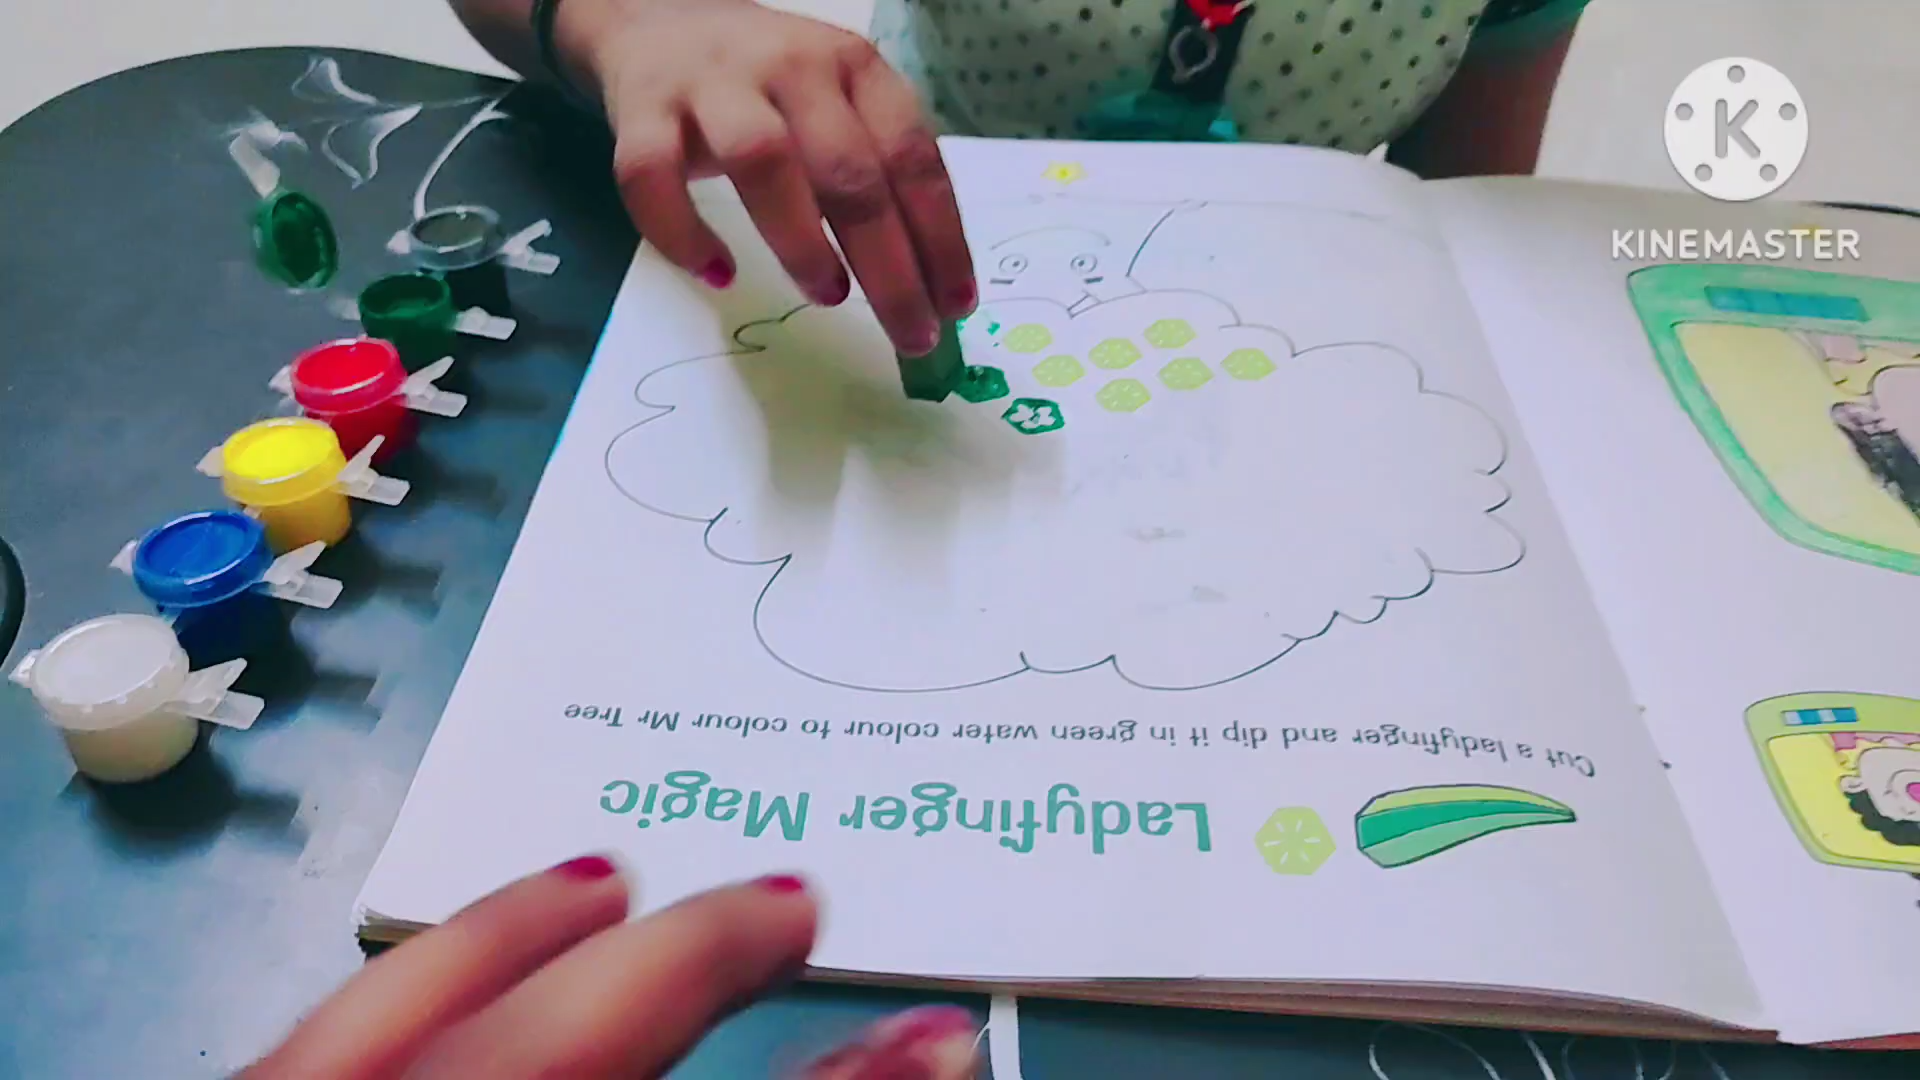 K
KINEMASTER
Ladyfinger Magic
Cut a ladyfinger and dip it in green water colour to colour Mr Tree